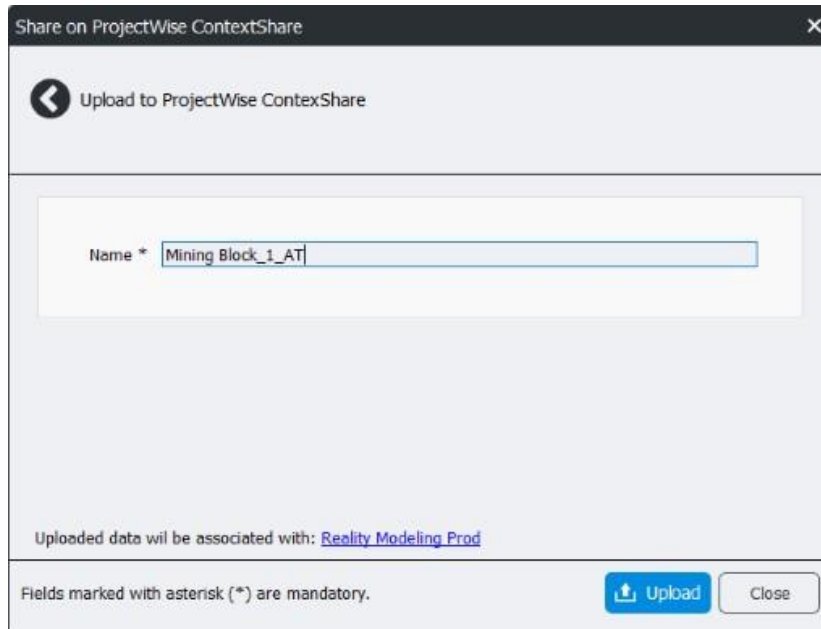 Share on ProjectWise ContextShare
Upload to ProjectWise ContexShare
Name * Mining Block_1_AT
Uploaded data wil be associated with: Reality Modeling Prod
Fields marked with asterisk (*) are mandatory.
Upload
Close